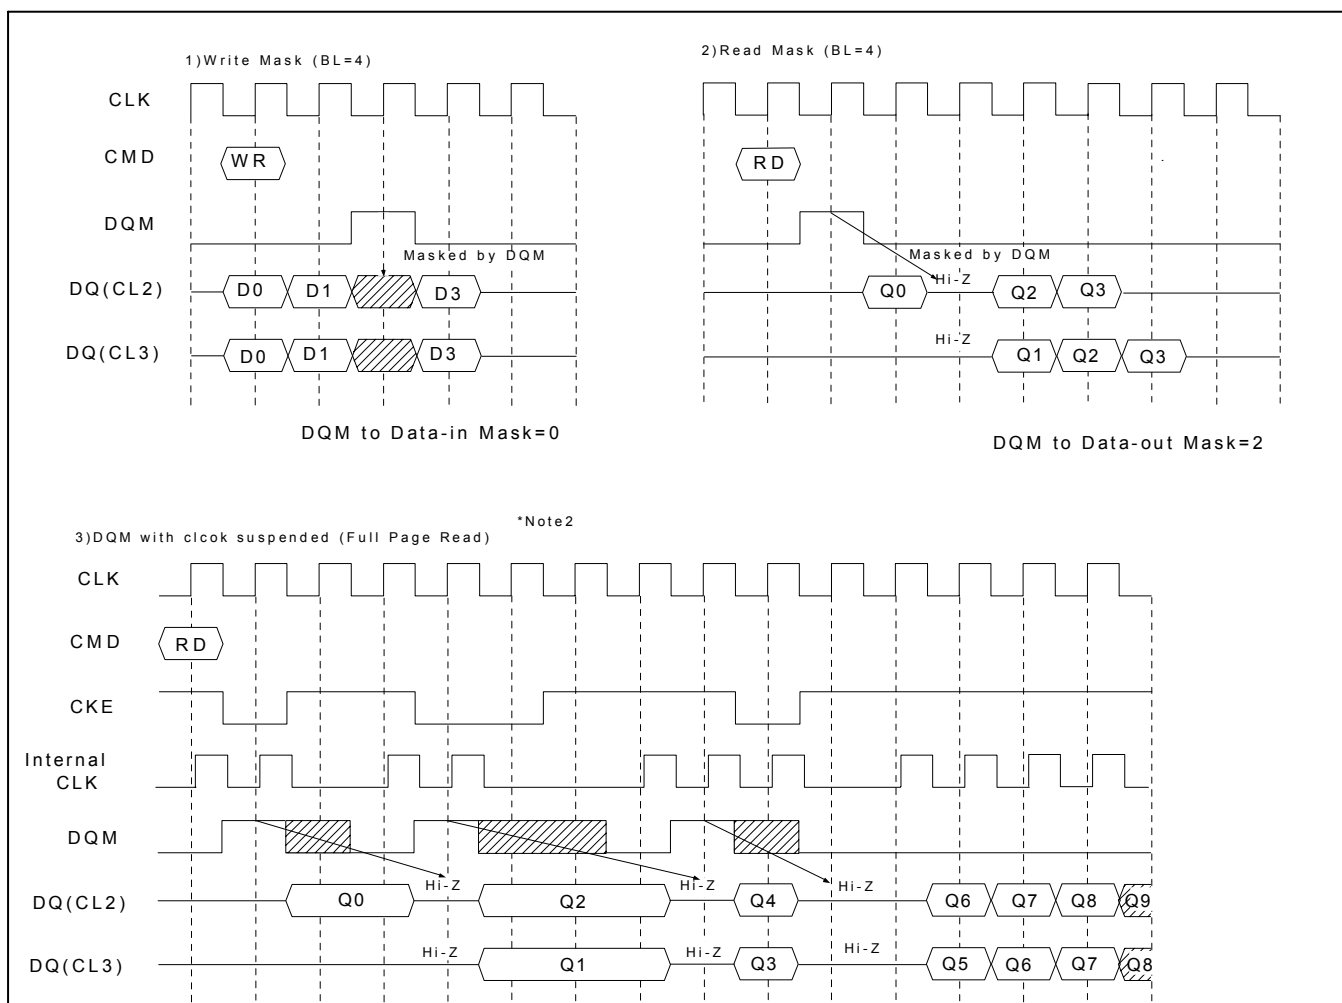 1)Write Mask (BL=4)
2)Read Mask (BL=4)
CLK
CMD
WR
RD
DQM
Masked by DQM
Masked by DQM
DQ(CL2)
D0 D1 D3
Hi-Z
Q0 Q2 Q3
DQ(CL3)
D0 D1 D3
Hi-Z
Q1 Q2 Q3
DQM to Data-in Mask=0
DQM to Data-out Mask=2
*Note2
3)DQM with clcok suspended (Full Page Read)
CLK
CMD
RD
CKE
Internal
CLK
DQM
Hi-Z Hi-Z Hi-Z
DQ(CL2)
Q0 Q2 Q4 Q6 Q7 Q8 Q9
Hi-Z Hi-Z Hi-Z
DQ(CL3)
Q1 Q3 Q5 Q6 Q7 Q8